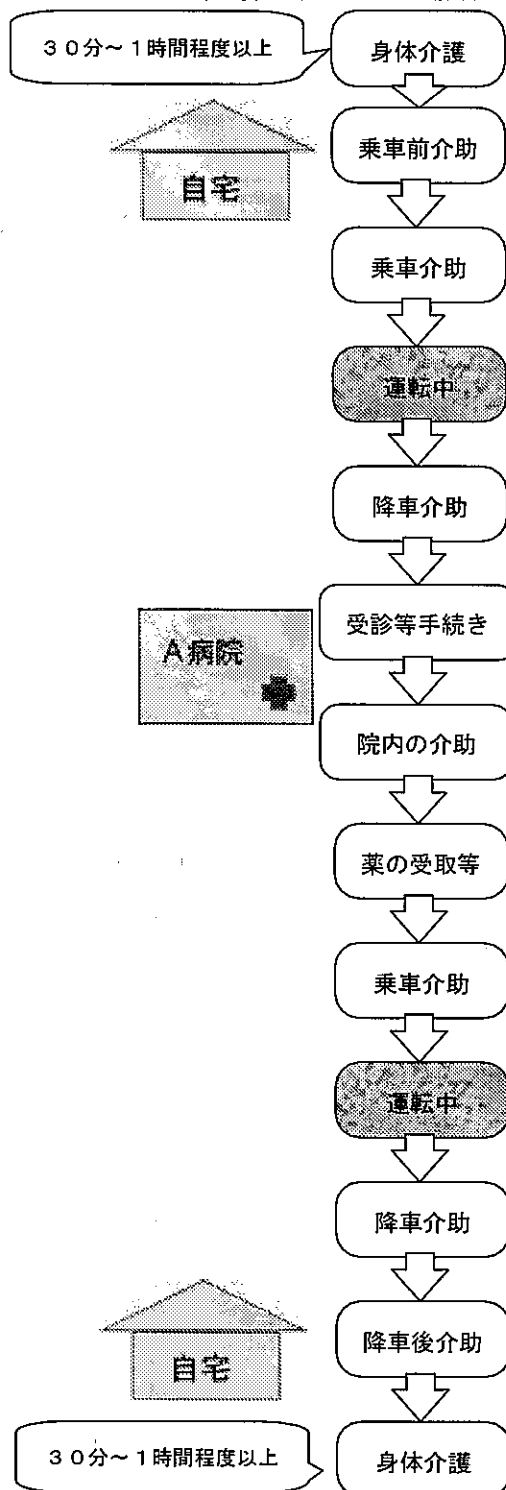 30分～1時間程度以上
身体介護
乗車前介助
自宅
乗車介助
運転中
降車介助
受診等手続き
A病院
院内の介助
薬の受取等
乗車介助
運転中
降車介助
降車後介助
自宅
30分～1時間程度以上
身体介護